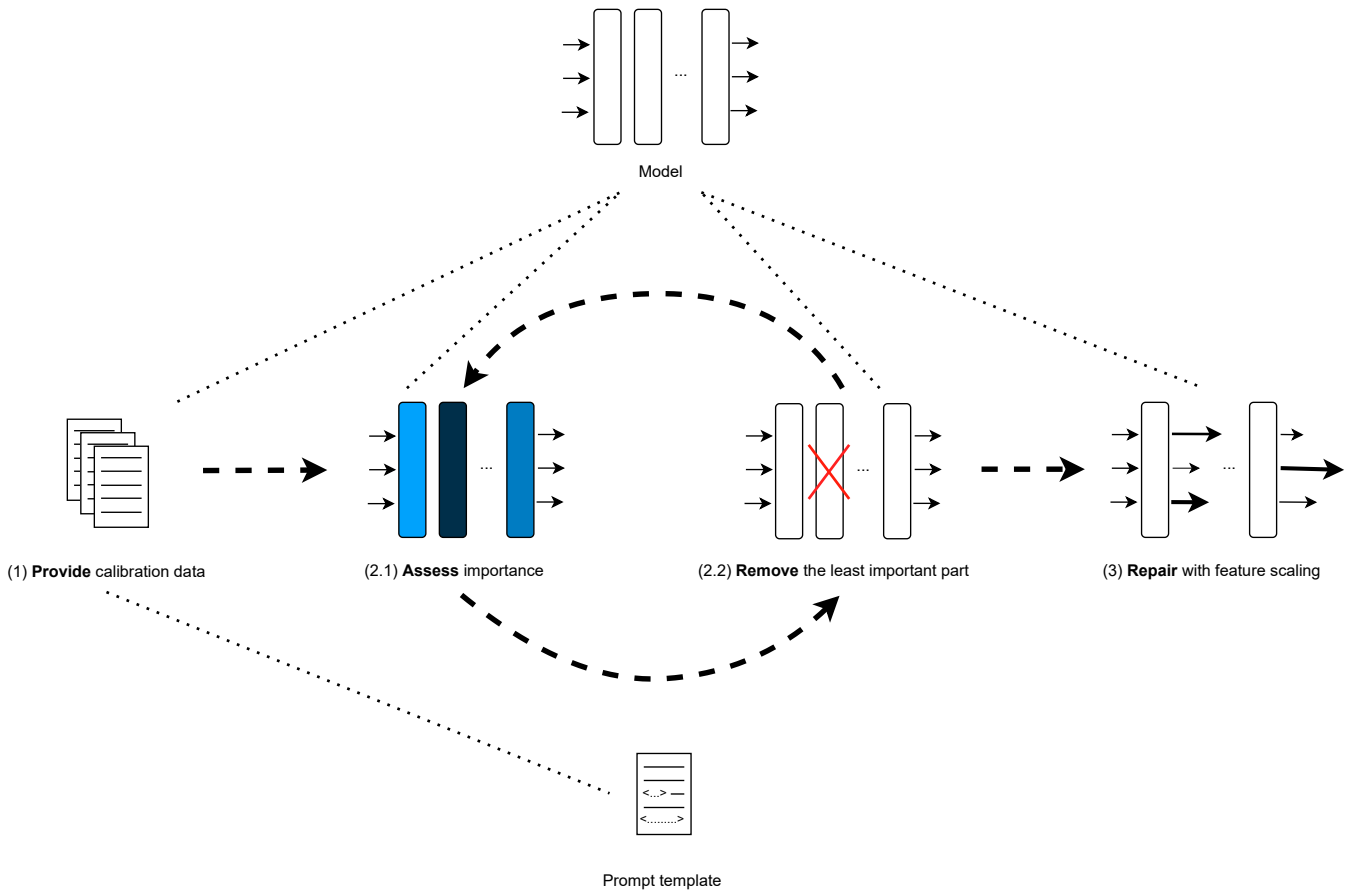 ...
Model
...
...
...
(1) Provide calibration data
(2.1) Assess importance
(2.2) Remove the least important part
(3) Repair with feature scaling
<...>
<.........>
Prompt template